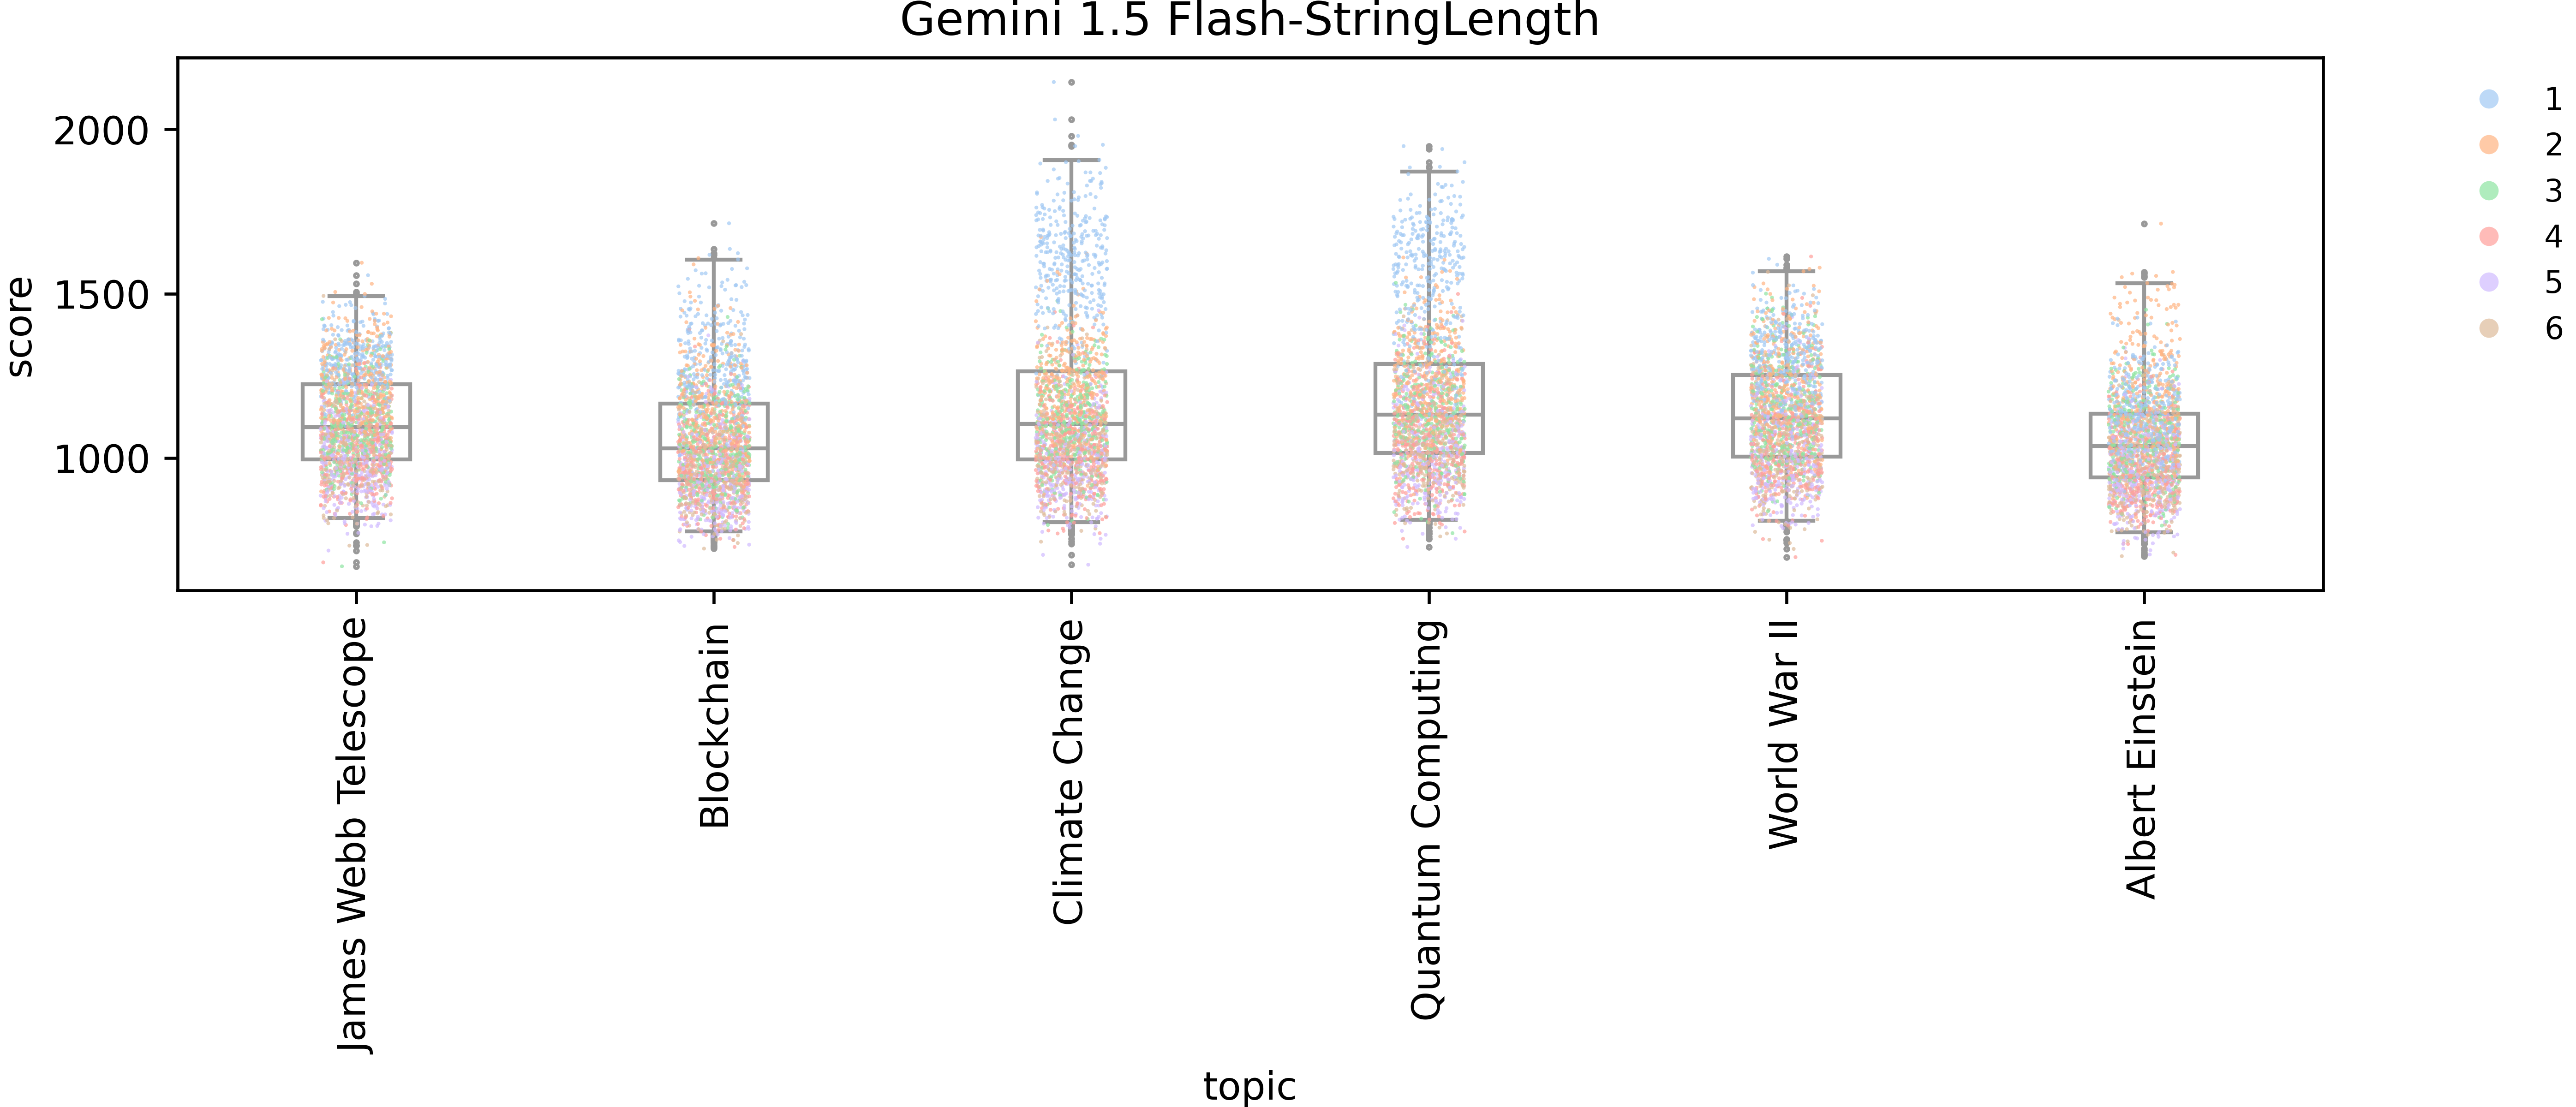 Gemini 1.5 Flash-StringLength
score
2000
1500
1000
James Webb Telescope
Blockchain
Climate Change
Quantum Computing
World War II
Albert Einstein
topic
1
2
3
4
5
6